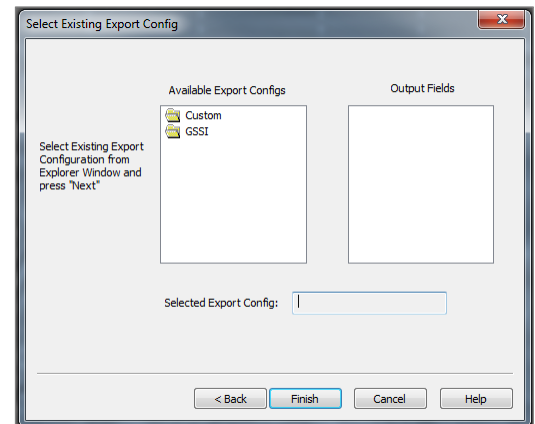 Select Existing Export Config
Available Export Configs
Output Fields
Custom
GSSI
Select Existing Export
Configuration from
Explorer Window and
press "Next"
Selected Export Config:
< Back
Finish
Cancel
Help